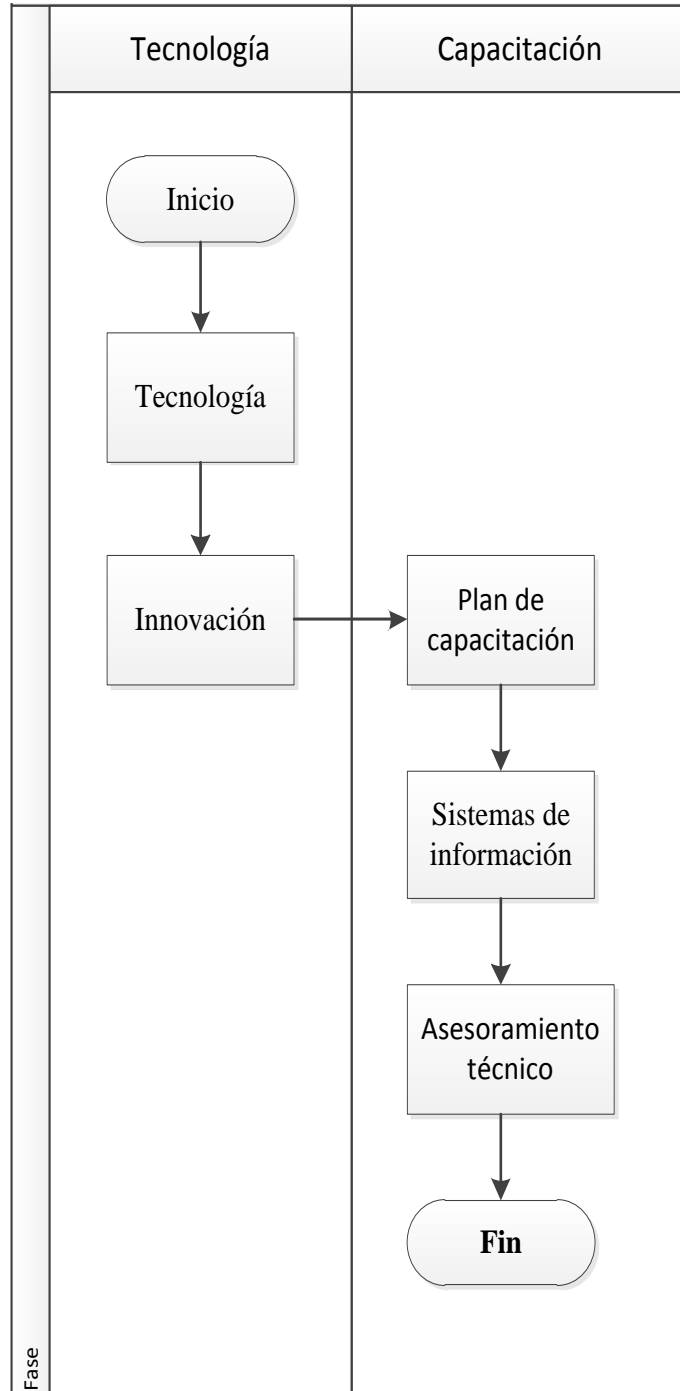 Tecnología
Capacitación
Inicio
Tecnología
Innovación
Plan de
capacitación
Sistemas de
información
Asesoramiento
técnico
Fin
Fase